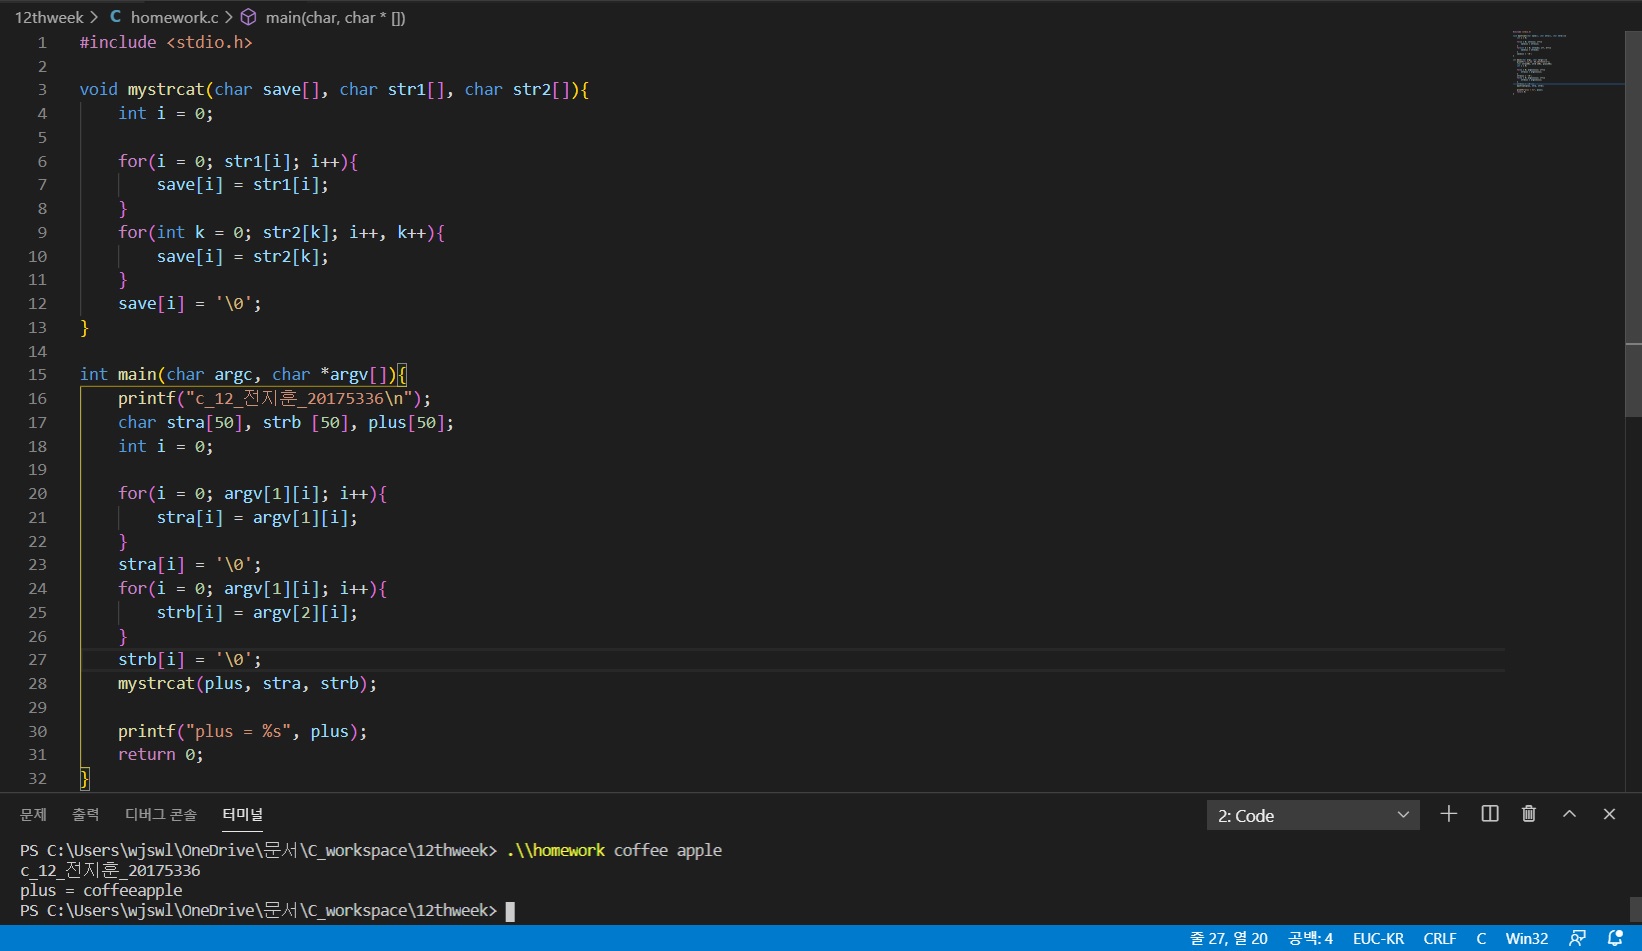 12thweek > C homework.c > main(char, char * [])
1 #include <stdio.h>
2
3 void mystrcat(char save[], char str1[], char str2[]){
4     int i = 0;
5
6     for(i = 0; str1[i]; i++){
7         save[i] = str1[i];
8     }
9     for(int k = 0; str2[k]; i++, k++){
10         save[i] = str2[k];
11     }
12     save[i] = '\0';
13 }
14
15 int main(char argc, char *argv[]){
16     printf("c_12_전지훈_20175336\n");
17     char stra[50], strb [50], plus[50];
18     int i = 0;
19
20     for(i = 0; argv[1][i]; i++){
21         stra[i] = argv[1][i];
22     }
23     stra[i] = '\0';
24     for(i = 0; argv[1][i]; i++){
25         strb[i] = argv[2][i];
26     }
27     strb[i] = '\0';
28     mystrcat(plus, stra, strb);
29
30     printf("plus = %s", plus);
31     return 0;
32 }
문제 출력 디버그 콘솔 터미널 2: Code
PS C:\Users\wjswl\OneDrive\문서\C_workspace\12thweek> .\\homework coffee apple
c_12_전지훈_20175336
plus = coffeeapple
PS C:\Users\wjswl\OneDrive\문서\C_workspace\12thweek>
줄 27, 열 20 공백: 4 EUC-KR CRLF C Win32